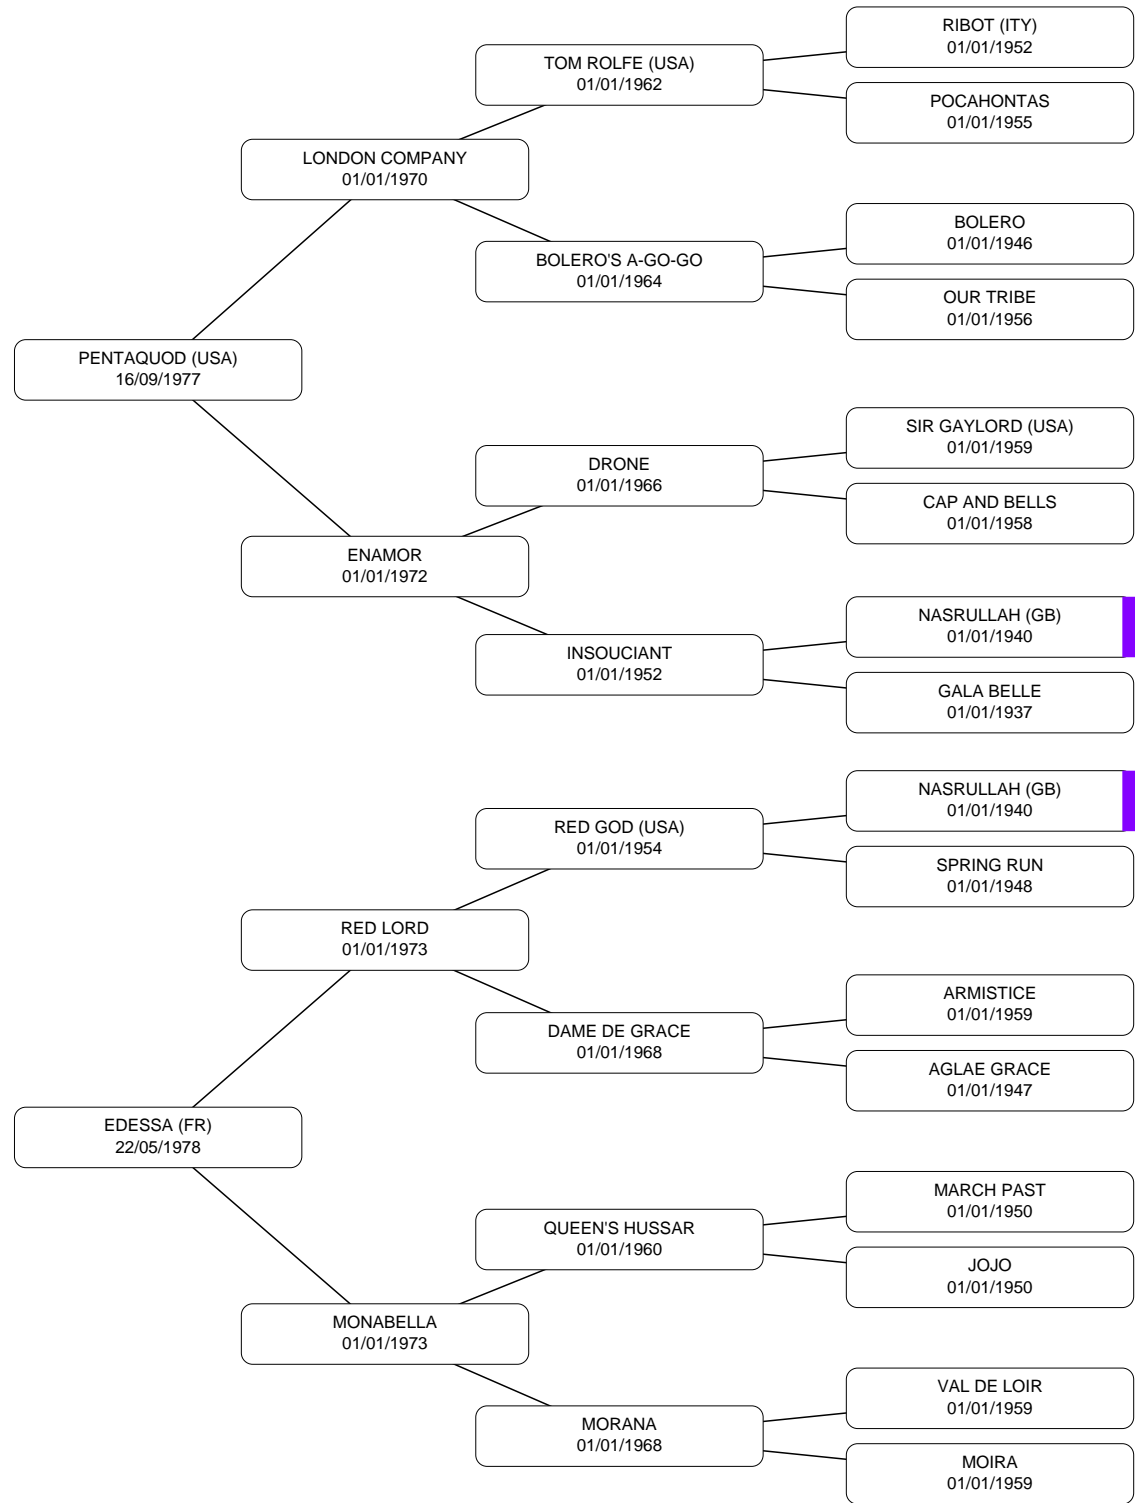 RIBOT (ITY)
01/01/1952
TOM ROLFE (USA)
01/01/1962
POCAHONTAS
01/01/1955
LONDON COMPANY
01/01/1970
BOLERO
01/01/1946
BOLERO'S A-GO-GO
01/01/1964
OUR TRIBE
01/01/1956
PENTAQUOD (USA)
16/09/1977
SIR GAYLORD (USA)
01/01/1959
DRONE
01/01/1966
CAP AND BELLS
01/01/1958
ENAMOR
01/01/1972
NASRULLAH (GB)
01/01/1940
INSOUCIANT
01/01/1952
GALA BELLE
01/01/1937
NASRULLAH (GB)
01/01/1940
RED GOD (USA)
01/01/1954
SPRING RUN
01/01/1948
RED LORD
01/01/1973
ARMISTICE
01/01/1959
DAME DE GRACE
01/01/1968
AGLAE GRACE
01/01/1947
EDESSA (FR)
22/05/1978
MARCH PAST
01/01/1950
QUEEN'S HUSSAR
01/01/1960
JOJO
01/01/1950
MONABELLA
01/01/1973
VAL DE LOIR
01/01/1959
MORANA
01/01/1968
MOIRA
01/01/1959